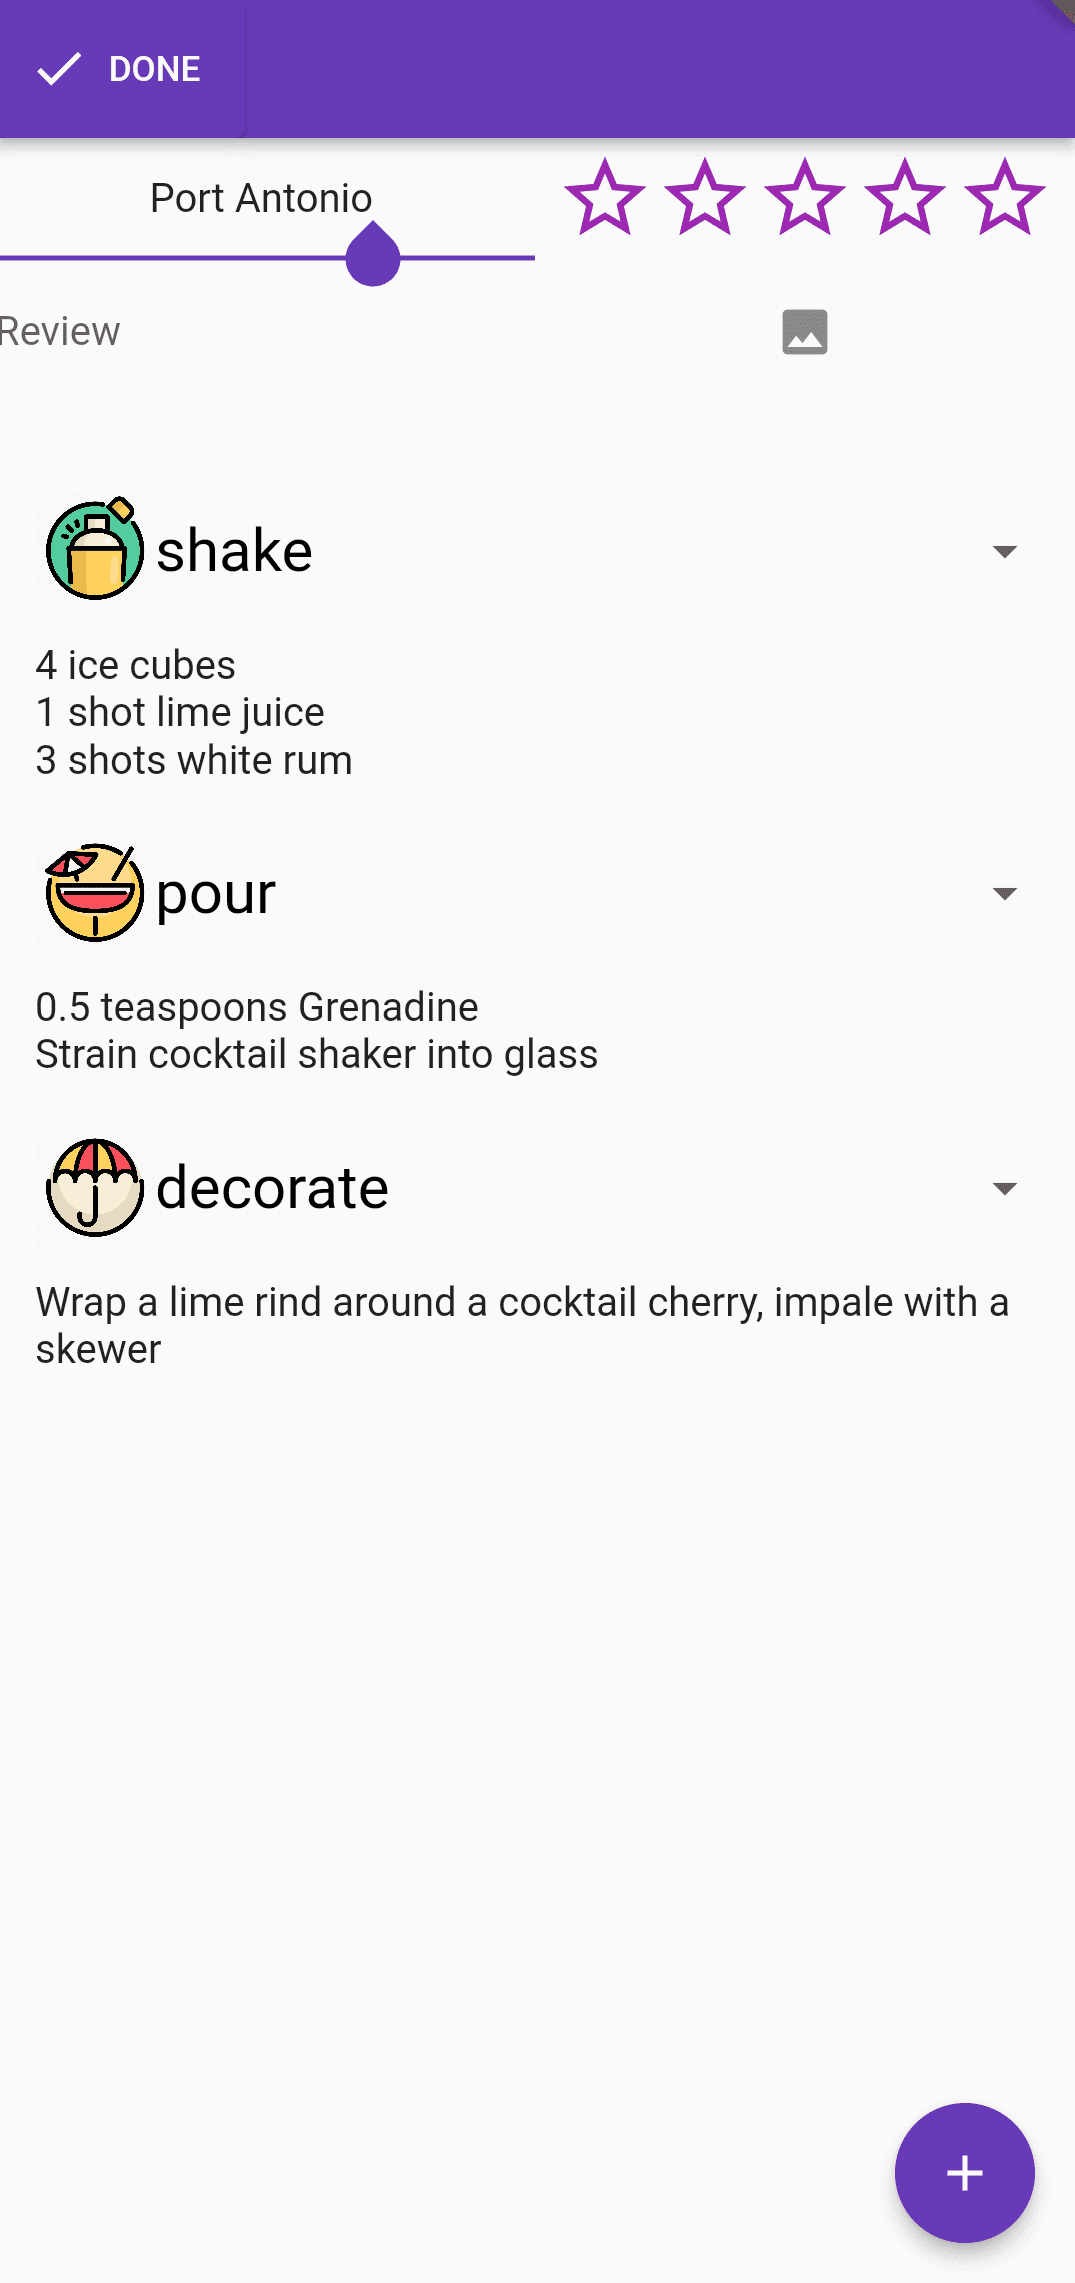 DONE
Port Antonio
Review
shake
4 ice cubes
1 shot lime juice
3 shots white rum
pour
0.5 teaspoons Grenadine
Strain cocktail shaker into glass
decorate
Wrap a lime rind around a cocktail cherry, impale with a
skewer